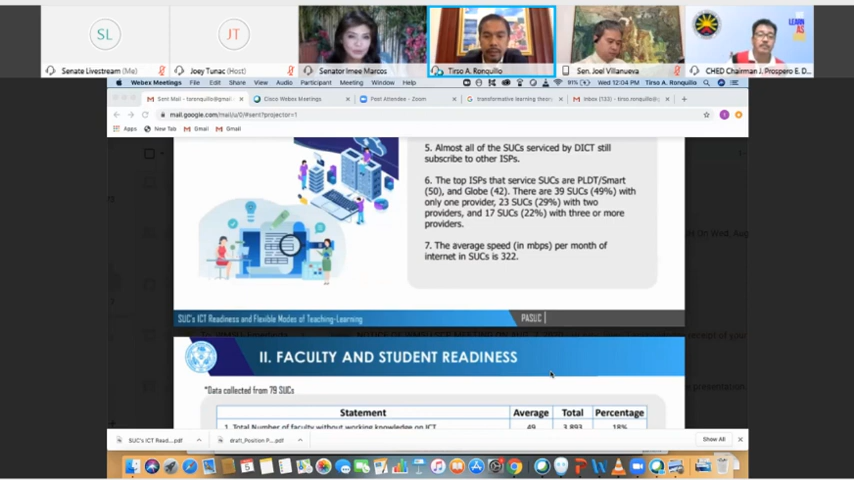 SL
JT
LEARN
AS
Senate Livestream (Me)
Joey Tunac (Host)
Senator Imee Marcos
Tirso A. Ronquillo
Sen. Joel Villanueva
CHED Chairman J. Prospero E. D...
Webex Meetings File Edit Share View Audio Participant Meeting Window Help
91% Wed 12:04 PM Tirso A. Ronquillo
Cisco Webex Meetings
Post Attendee - Zoom
mail.google.com/mail/u/0/#sent?projector=1
Apps New Tab Gmail Gmail
5. Almost all of the SUCs serviced by DICT still
subscribe to other ISPs.
6. The top ISPs that service SUCs are PLDT/Smart
(50), and Globe (42). There are 39 SUCs (49%) with
only one provider, 23 SUCs (29%) with two
providers, and 17 SUCs (22%) with three or more
providers.
7. The average speed (in mbps) per month of
internet in SUCs is 322.
SUC's ICT Readiness and Flexible Modes of Teaching-Learning
PASUC |
II. FACULTY AND STUDENT READINESS
*Data collected from 79 SUCs
Statement Average Total Percentage
1. Total Number of faculty without working knowledge on ICT 49 3,893 18%
SUC's ICT Read....pdf
draft_Position P....pdf
Show All